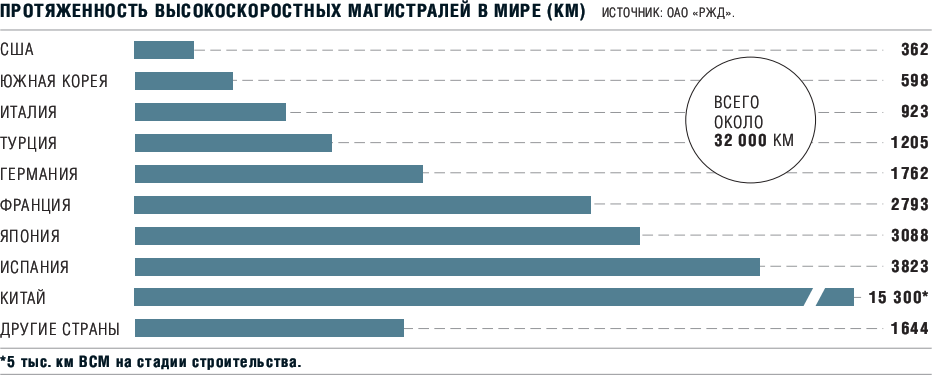 ПРОТЯЖЕННОСТЬ ВЫСОКОСКОРОСТНЫХ МАГИСТРАЛЕЙ В МИРЕ (КМ) ИСТОЧНИК: ОАО «РЖД».
США 362
ЮЖНАЯ КОРЕЯ 598
ИТАЛИЯ 923
ТУРЦИЯ 1205
ГЕРМАНИЯ 1762
ФРАНЦИЯ 2793
ЯПОНИЯ 3088
ИСПАНИЯ 3823
КИТАЙ 15 300*
ДРУГИЕ СТРАНЫ 1644
ВСЕГО
ОКОЛО
32 000 КМ
*5 тыс. км ВСМ на стадии строительства.